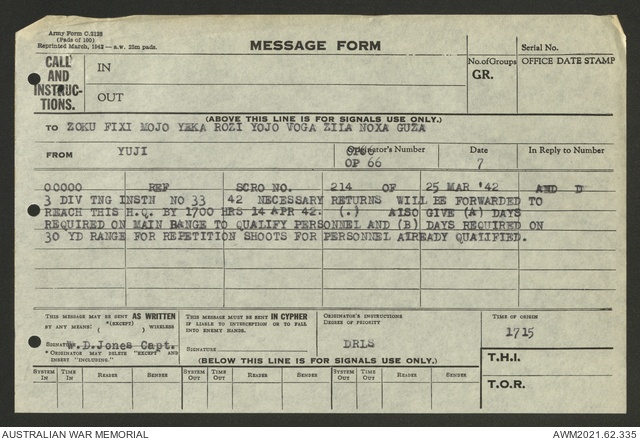 Army Form C.2128
(Pads of 100)
Reprinted March, 1942 — a.w. 25m pads.
MESSAGE FORM
Serial No.
CALL AND INSTRUC-TIONS.
IN
OUT
No. of Groups
GR.
OFFICE DATE STAMP
(ABOVE THIS LINE IS FOR SIGNALS USE ONLY.)
TO ZOKU FIXI MOJO YEKA ROZI YOJO VOGA ZILA NOXA GUZA
FROM YUJI
Originator's Number
OP 66
Date
7
In Reply to Number
OOOOO REF SCRO NO. 214 OF 25 MAR '42 AND D
3 DIV TNG INSTN NO 33 42 NECESSARY RETURNS WILL BE FORWARDED TO
REACH THIS H.Q. BY 1700 HRS 14 APR 42. (.) ALSO GIVE (A) DAYS
REQUIRED ON MAIN RANGE TO QUALIFY PERSONNEL AND (B) DAYS REQUIRED ON
30 YD RANGE FOR REPETITION SHOOTS FOR PERSONNEL ALREADY QUALIFIED.
THIS MESSAGE MAY BE SENT AS WRITTEN
BY ANY MEANS. *(EXCEPT) WIRELESS
SIGNATURE W.D.Jones Capt.
*ORIGINATOR MAY DELETE "EXCEPT" AND
INSERT "INCLUDING."
THIS MESSAGE MUST BE SENT IN CYPHER
IF LIABLE TO INTERCEPTION OR TO FALL
INTO ENEMY HANDS.
SIGNATURE
ORIGINATOR'S INSTRUCTIONS
DEGREE OF PRIORITY
DRLS
TIME OF ORIGIN
1715
T.H.I.
T.O.R.
(BELOW THIS LINE IS FOR SIGNALS USE ONLY.)
SYSTEM IN TIME IN READER SENDER SYSTEM OUT TIME OUT READER SENDER SYSTEM OUT TIME OUT READER SENDER
AUSTRALIAN WAR MEMORIAL
AWM2021.62.335